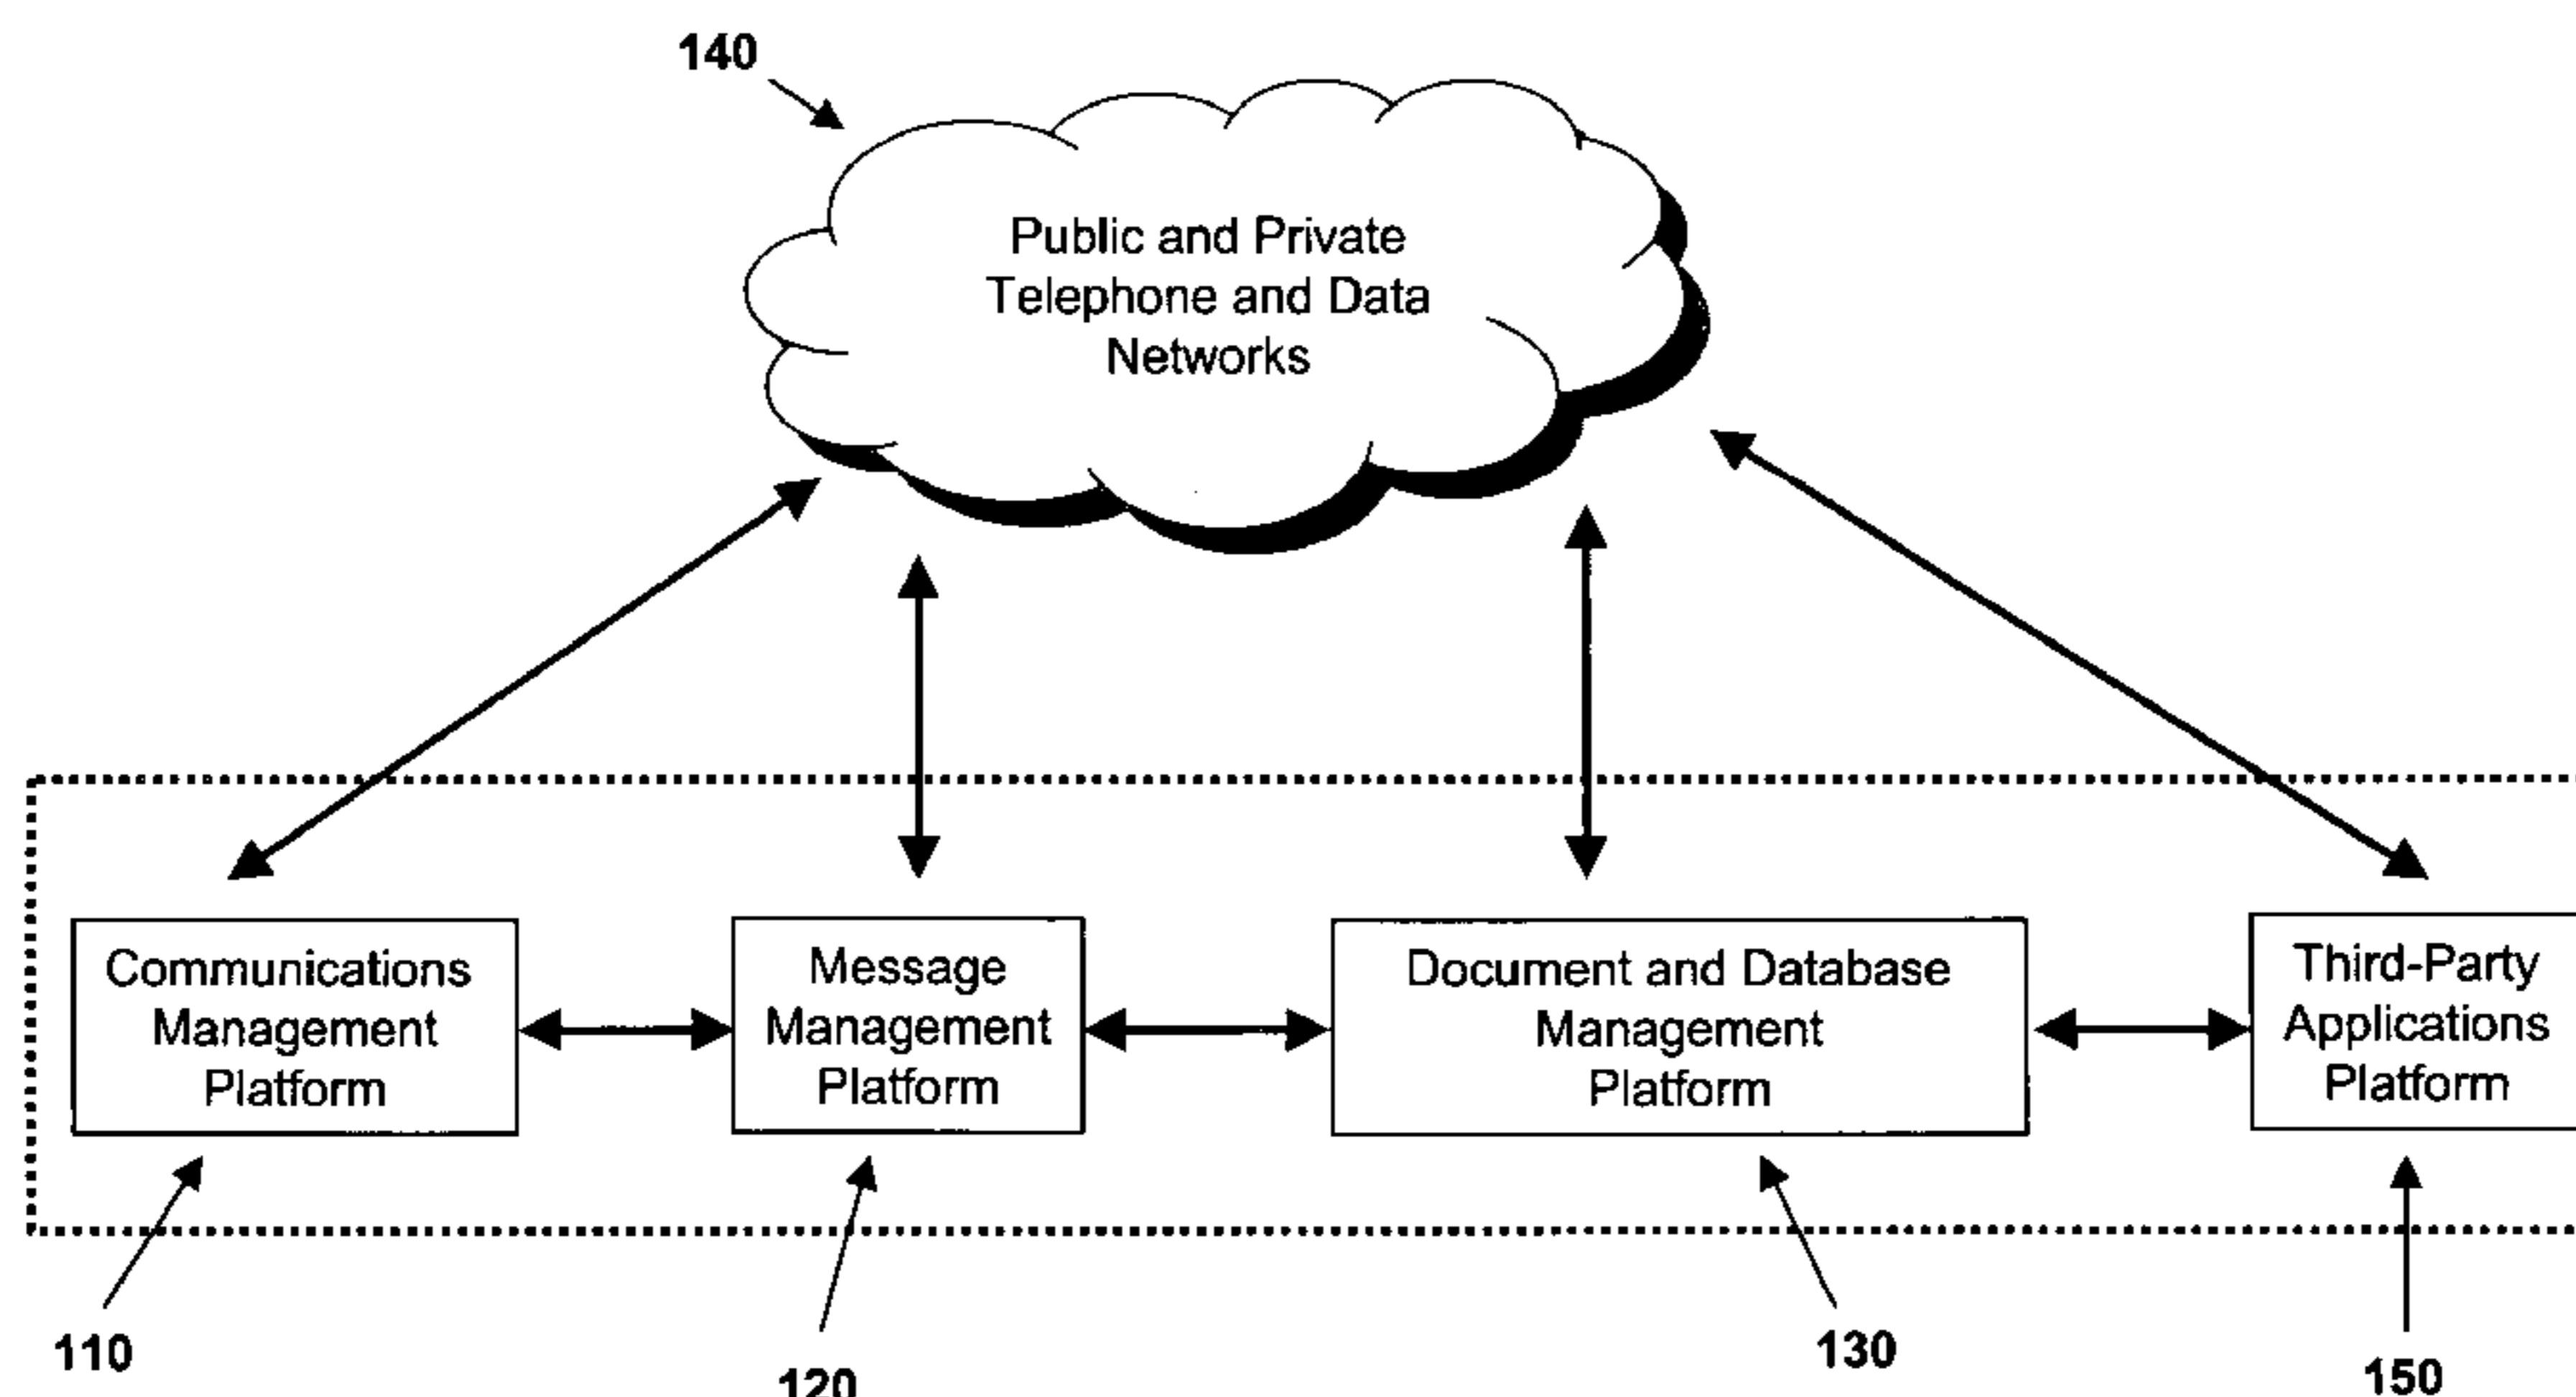 140
Public and Private
Telephone and Data
Networks
Communications
Management
Platform
Message
Management
Platform
Document and Database
Management
Platform
Third-Party
Applications
Platform
110
120
130
150